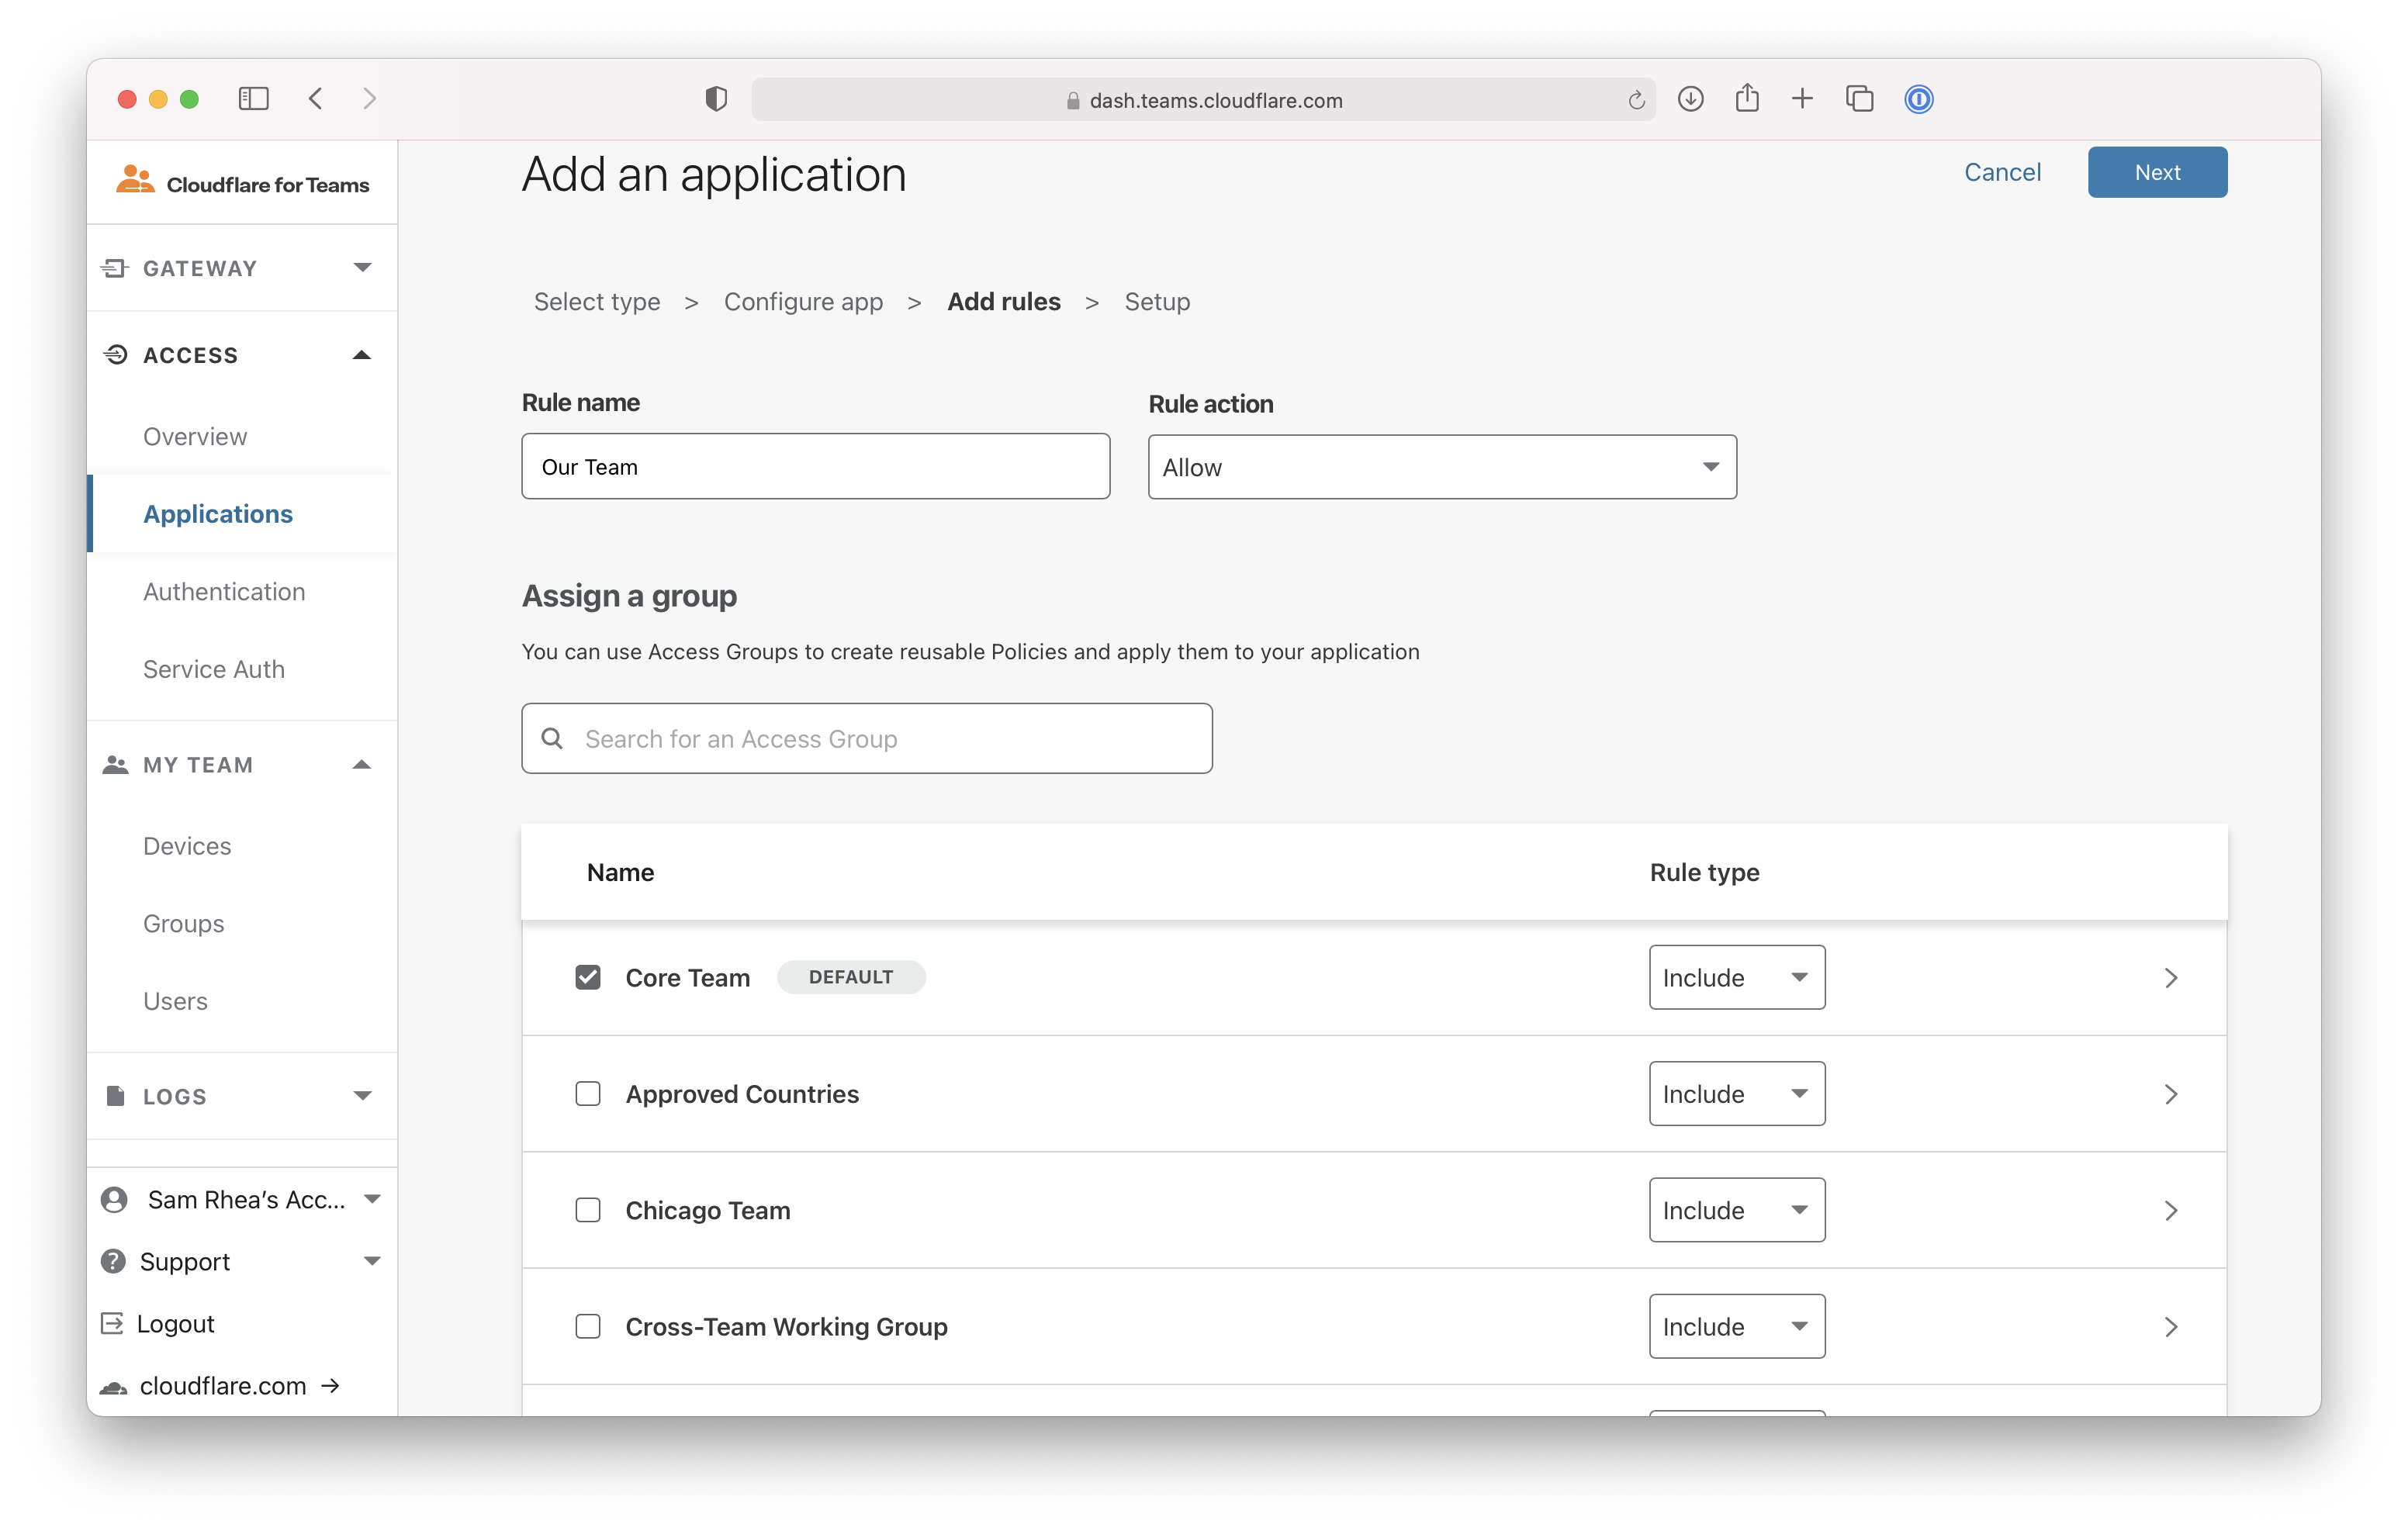 dash.teams.cloudflare.com
Cloudflare for Teams
GATEWAY
ACCESS
Overview
Applications
Authentication
Service Auth
MY TEAM
Devices
Groups
Users
LOGS
Sam Rhea's Acc...
Support
Logout
cloudflare.com →
Add an application
Cancel
Next
Select type > Configure app > Add rules > Setup
Rule name
Rule action
Our Team
Allow
Assign a group
You can use Access Groups to create reusable Policies and apply them to your application
Search for an Access Group
Name Rule type
Core Team DEFAULT Include
Approved Countries Include
Chicago Team Include
Cross-Team Working Group Include